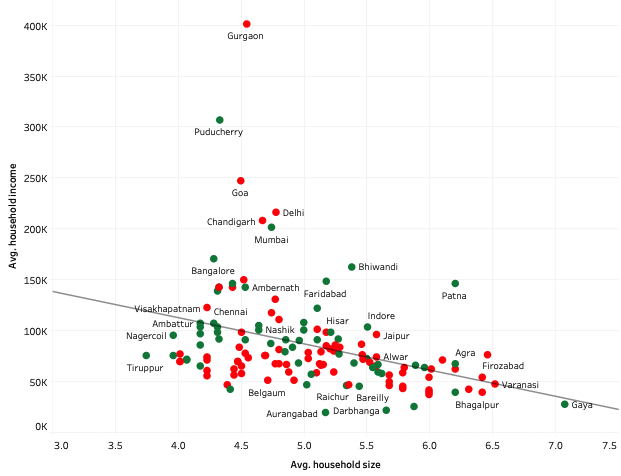 400K
Gurgaon
350K
300K
Puducherry
250K
Goa
200K
Delhi
Chandigarh
Mumbai
Bangalore
Bhiwandi
150K
Ambernath
Faridabad
Patna
Visakhapatnam
Chennai
Ambattur
Hisar
Indore
100K
Nagercoil
Nashik
Jaipur
Tiruppur
Alwar
Agra
Firozabad
50K
Belgaum
Raichur
Bareilly
Varanasi
Aurangabad
Darbhanga
Bhagalpur
Gaya
0K
3.0 3.5 4.0 4.5 5.0 5.5 6.0 6.5 7.0
Avg. household size
Avg. household income